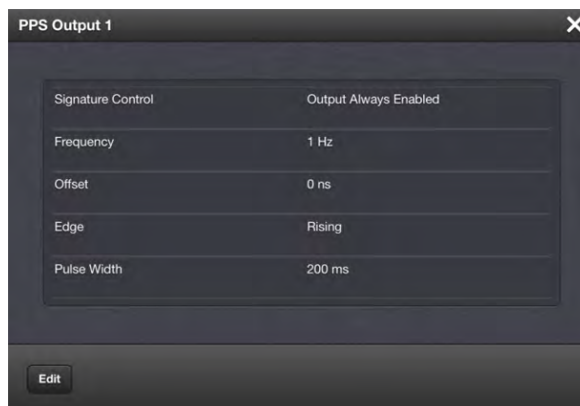 PPS Output 1
Signature Control Output Always Enabled
Frequency 1 Hz
Offset 0 ns
Edge Rising
Pulse Width 200 ms
Edit